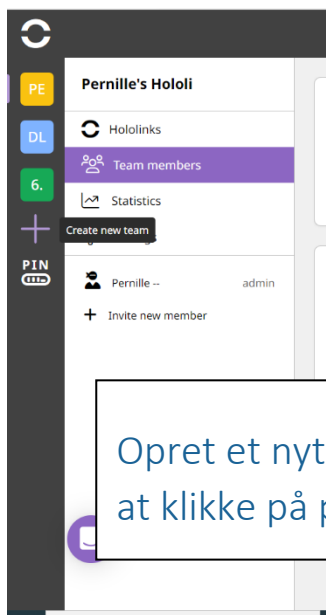 PE
DL
6.
PIN
Pernille's Hololi
Hololinks
Team members
Statistics
Create new team
Pernille --
admin
Invite new member
Opret et nyt
at klikke på